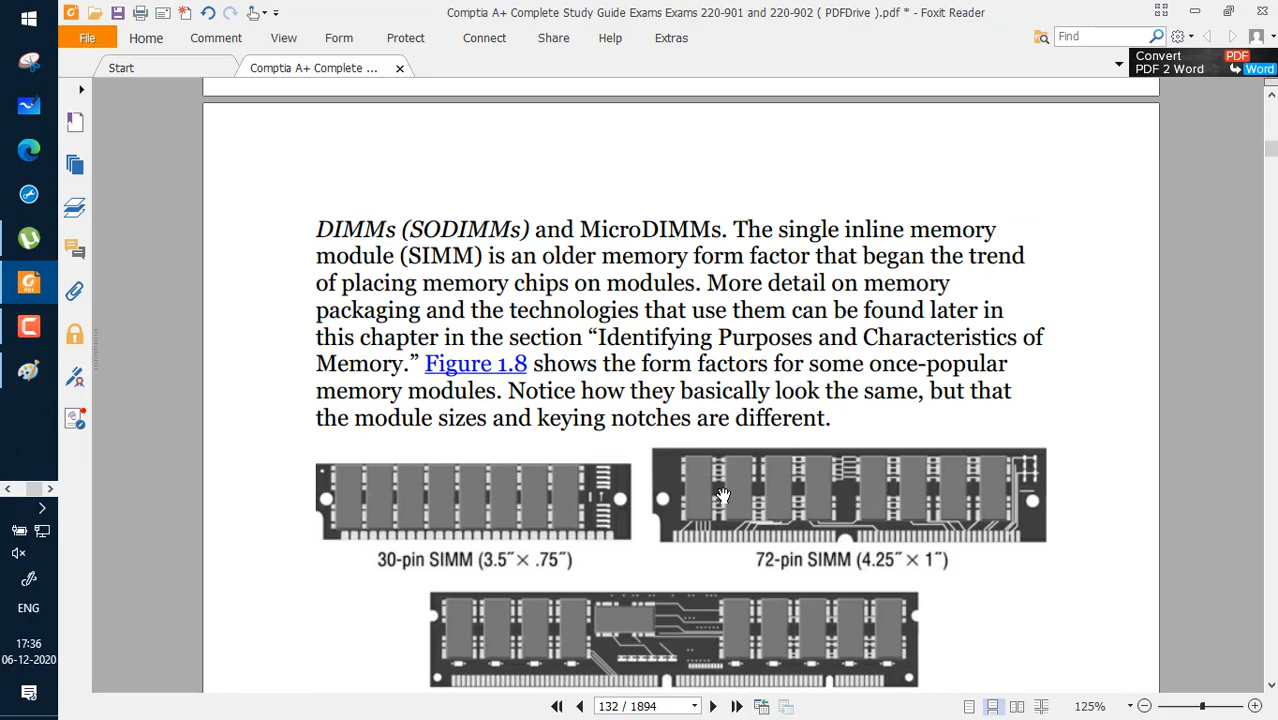 Comptia A+ Complete Study Guide Exams Exams 220-901 and 220-902 ( PDFDrive ).pdf * - Foxit Reader
File Home Comment View Form Protect Connect Share Help Extras Find
Start Comptia A+ Complete ...
Convert PDF
PDF 2 Word Word
DIMMs (SODIMMs) and MicroDIMMs. The single inline memory
module (SIMM) is an older memory form factor that began the trend
of placing memory chips on modules. More detail on memory
packaging and the technologies that use them can be found later in
this chapter in the section “Identifying Purposes and Characteristics of
Memory.” Figure 1.8 shows the form factors for some once-popular
memory modules. Notice how they basically look the same, but that
the module sizes and keying notches are different.
30-pin SIMM (3.5″× .75″)
72-pin SIMM (4.25″ × 1″)
ENG
17:36
06-12-2020
132 / 1894
125%